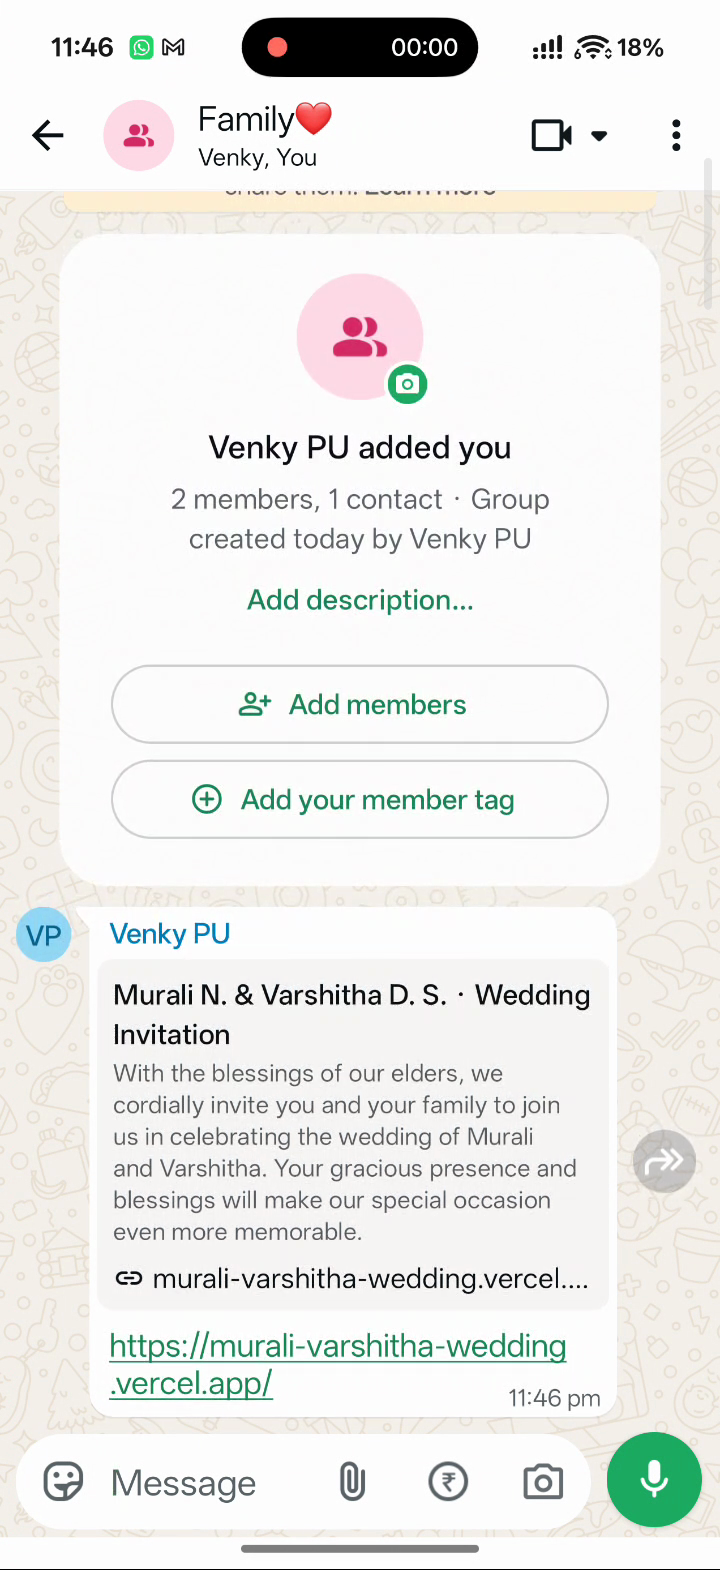 11:46 00:00 18%
Family❤️
Venky, You
share them. Learn more
Venky PU added you
2 members, 1 contact · Group
created today by Venky PU
Add description...
Add members
Add your member tag
VP Venky PU
Murali N. & Varshitha D. S. · Wedding
Invitation
With the blessings of our elders, we
cordially invite you and your family to join
us in celebrating the wedding of Murali
and Varshitha. Your gracious presence and
blessings will make our special occasion
even more memorable.
murali-varshitha-wedding.vercel....
https://murali-varshitha-wedding
.vercel.app/
11:46 pm
Message